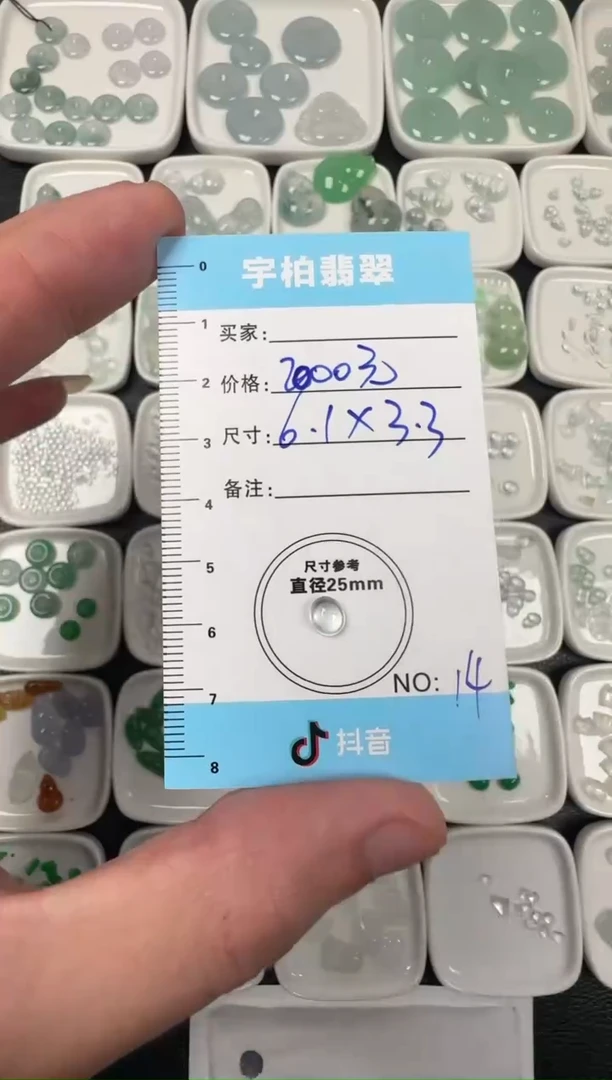 宇柏翡翠
0
1
2
3
4
5
6
7
8
买家:
价格: 20003元
尺寸: 6.1×3.3
备注:
尺寸参考
直径25mm
NO: 14
抖音